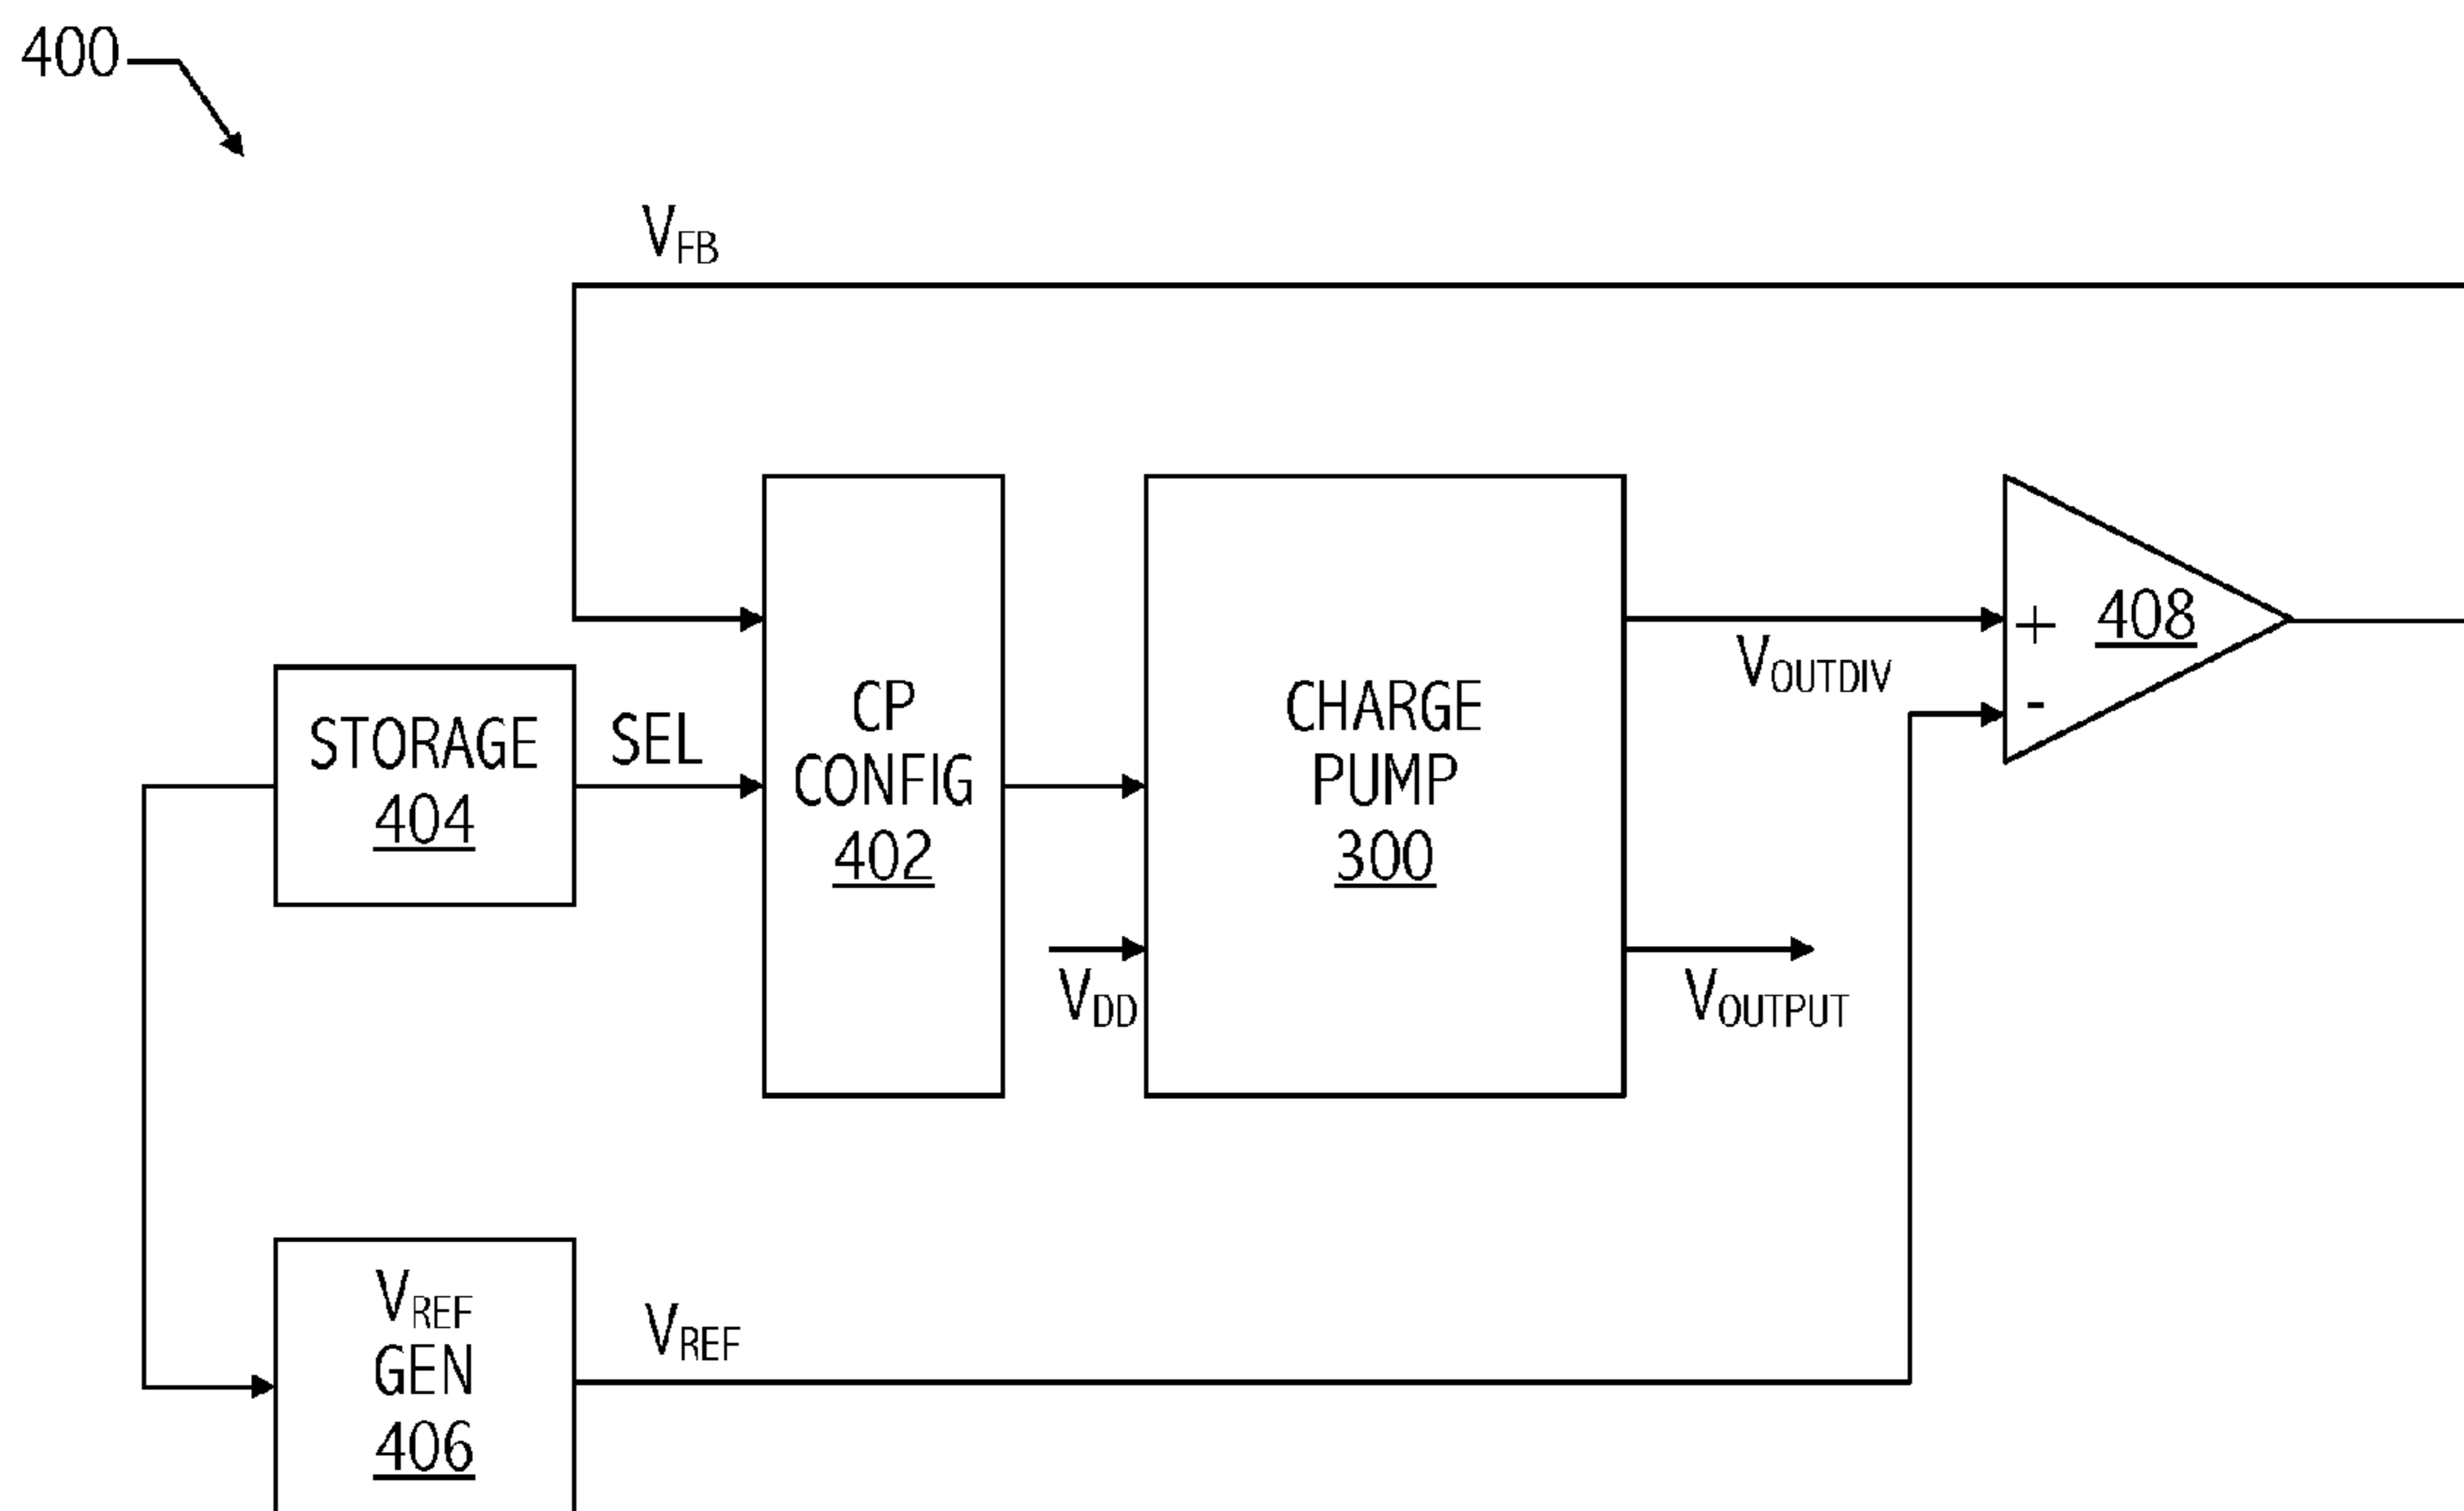 400
VFB
STORAGE
404
SEL
CP
CONFIG
402
CHARGE
PUMP
300
VDD
VOUTDIV
VOUTPUT
+
-
408
VREF
GEN
406
VREF